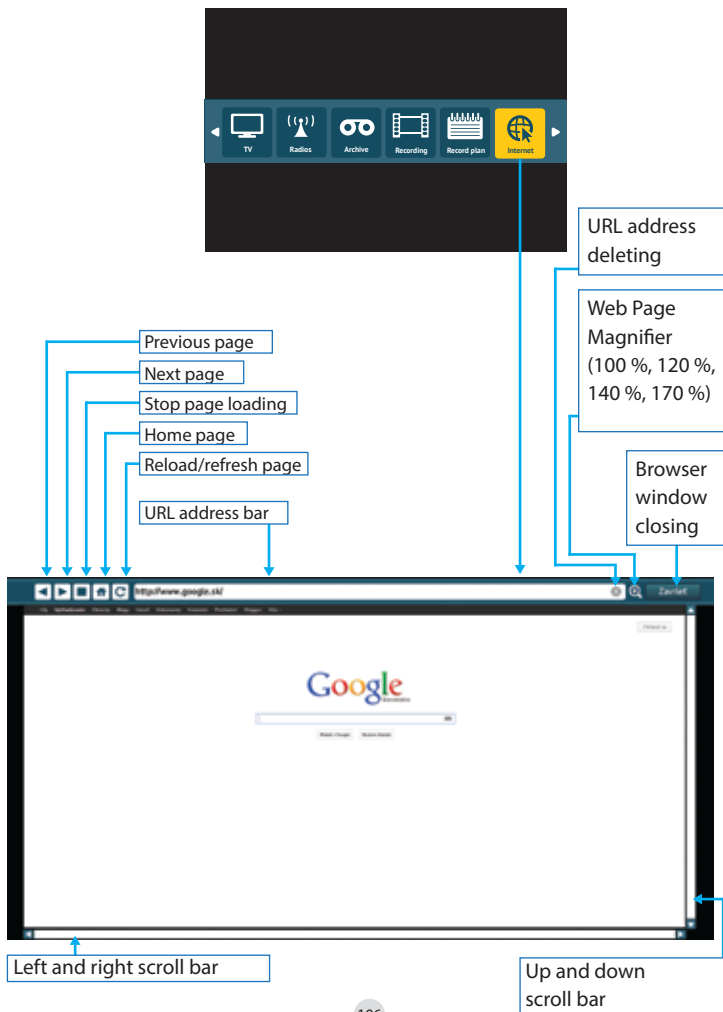 TV
Radios
Archive
Recording
Record plan
Internet
URL address
deleting
Web Page
Magnifier
(100 %, 120 %,
140 %, 170 %)
Previous page
Next page
Stop page loading
Home page
Reload/refresh page
URL address bar
Browser
window
closing
http://www.google.sk/
Zavrieť
Google
Left and right scroll bar
Up and down
scroll bar